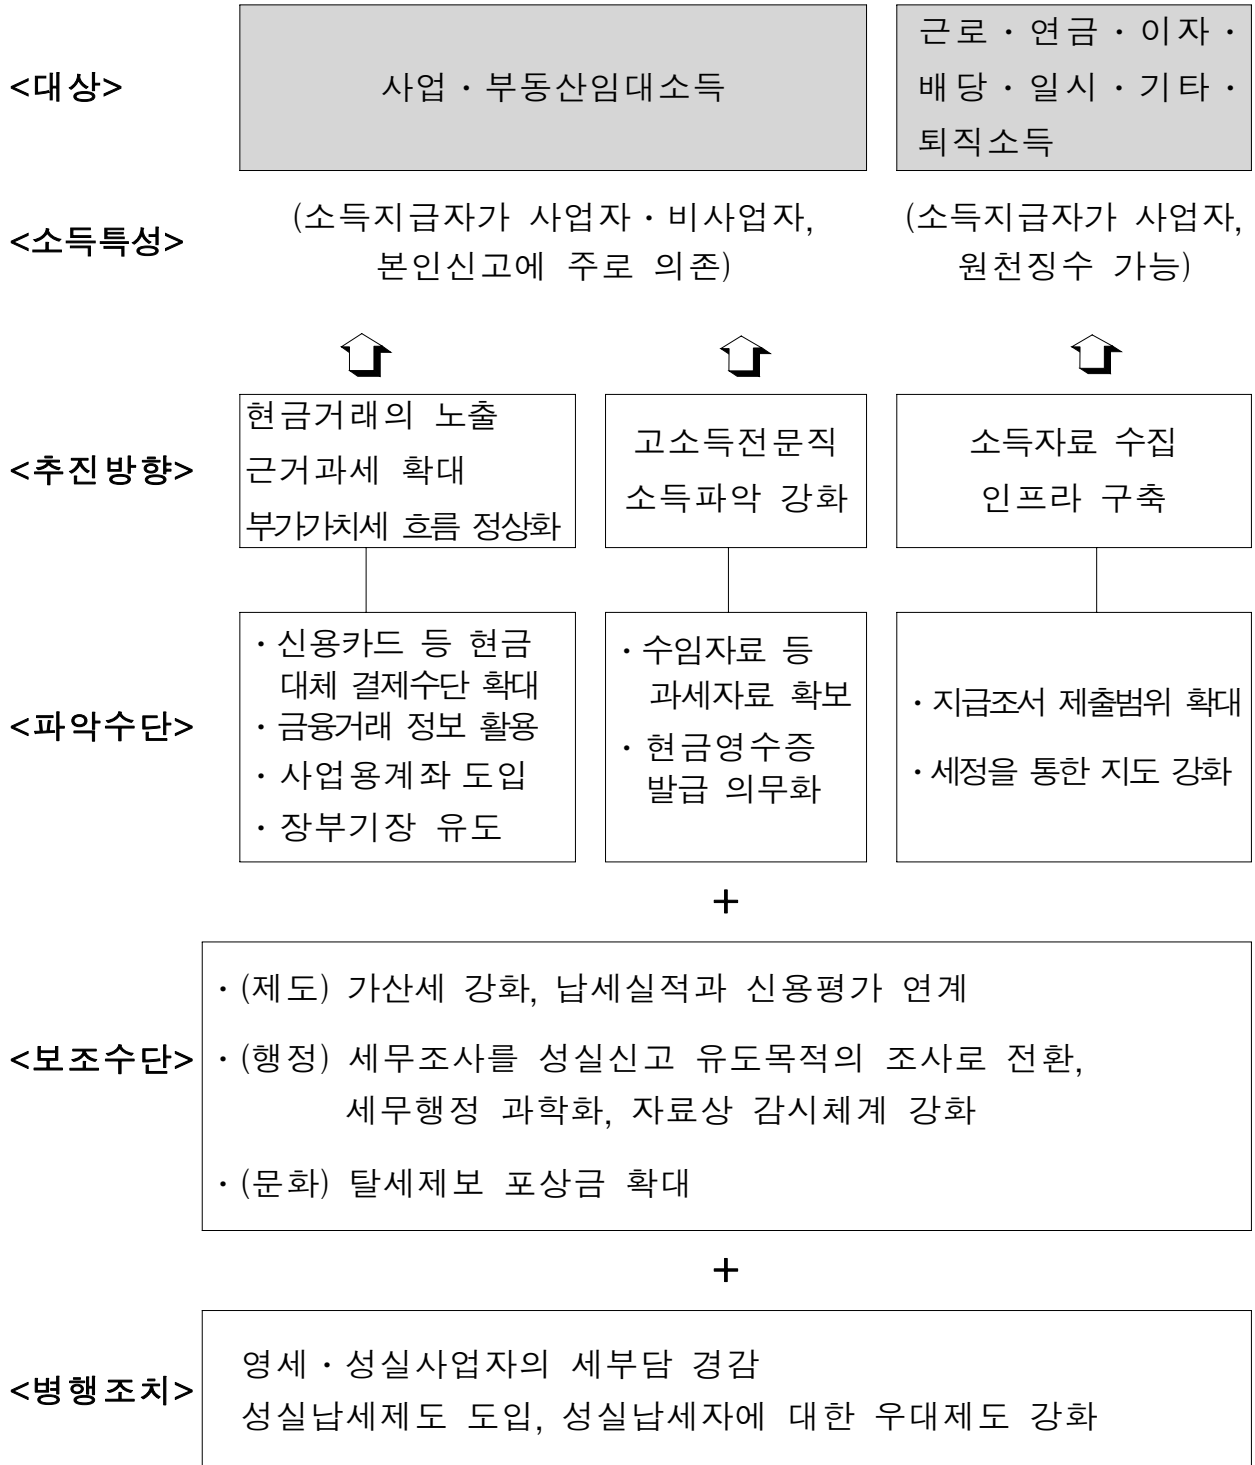 <대상>
사업・부동산임대소득
근로・연금・이자・
배당・일시・기타・
퇴직소득
<소득특성>
(소득지급자가 사업자・비사업자,
본인신고에 주로 의존)
(소득지급자가 사업자,
원천징수 가능)
<추진방향>
현금거래의 노출
근거과세 확대
부가가치세 흐름 정상화
고소득전문직
소득파악 강화
소득자료 수집
인프라 구축
<파악수단>
・신용카드 등 현금
대체 결제수단 확대
・금융거래 정보 활용
・사업용계좌 도입
・장부기장 유도
・수임자료 등
과세자료 확보
・현금영수증
발급 의무화
・지급조서 제출범위 확대
・세정을 통한 지도 강화
+
<보조수단>
・(제도) 가산세 강화, 납세실적과 신용평가 연계
・(행정) 세무조사를 성실신고 유도목적의 조사로 전환,
세무행정 과학화, 자료상 감시체계 강화
・(문화) 탈세제보 포상금 확대
+
<병행조치>
영세・성실사업자의 세부담 경감
성실납세제도 도입, 성실납세자에 대한 우대제도 강화